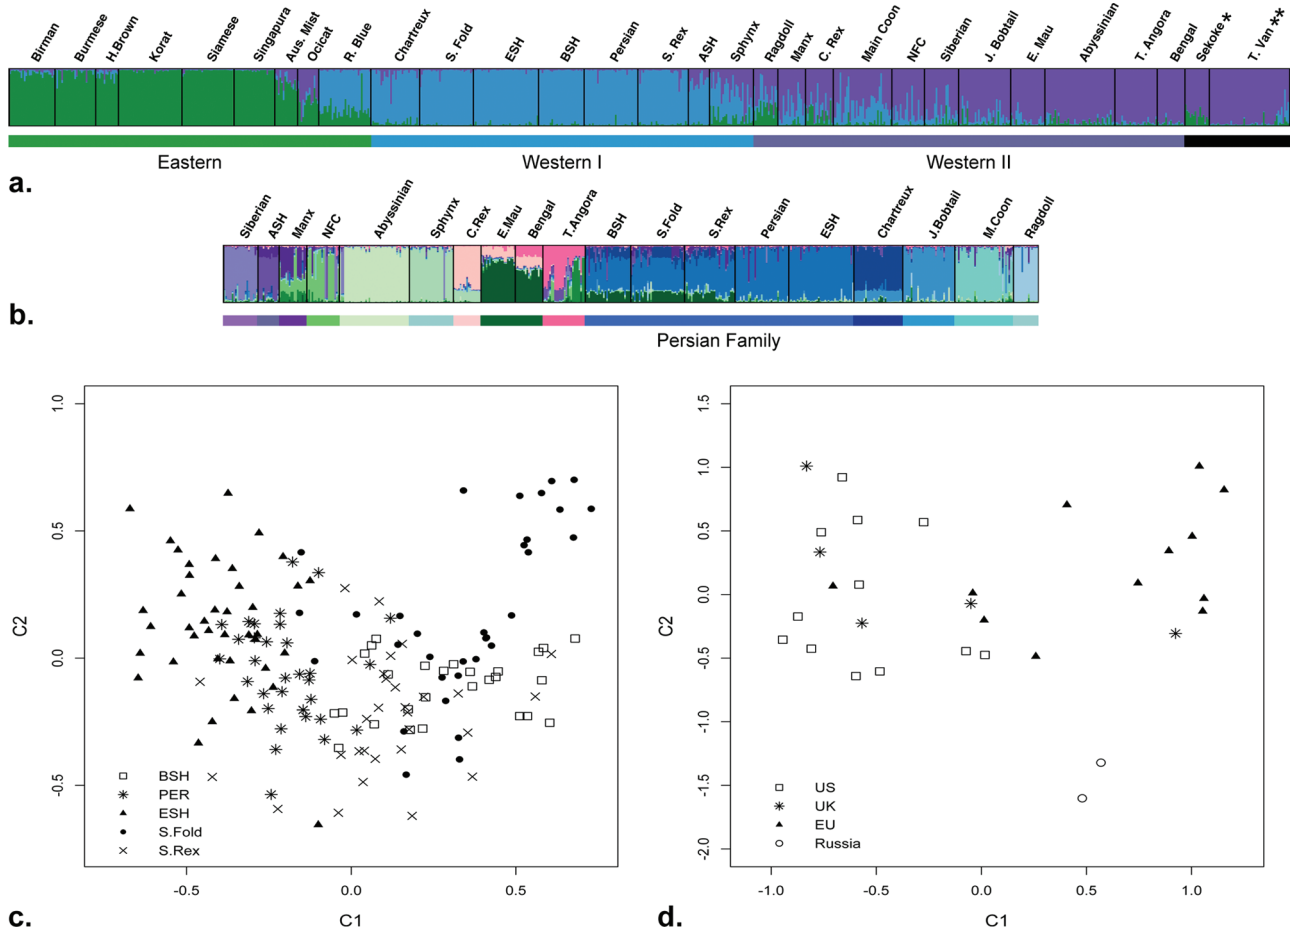 Birman Burmese H.Brown Korat Siamese Singapura Aus. Mist Ocicat R. Blue Chartreux S. Fold ESH BSH Persian S. Rex ASH Sphynx Ragdoll Manx C. Rex Main Coon NFC Siberian J. Bobtail E. Mau Abyssinian T. Angora Bengal Sekoke* T. Van**
Eastern Western I Western II
a.
Siberian ASH Manx NFC Abyssinian Sphynx C.Rex E.Mau Bengal T.Angora BSH S.Fold S.Rex Persian ESH Chartreux J.Bobtail M.Coon Ragdoll
b.
Persian Family
1.0
0.5
0.0
-0.5
C2
BSH
PER
ESH
S.Fold
S.Rex
-0.5 0.0 0.5
C1
c.
1.5
1.0
0.5
0.0
-0.5
-1.0
-1.5
-2.0
C2
US
UK
EU
Russia
-1.0 -0.5 0.0 0.5 1.0
C1
d.